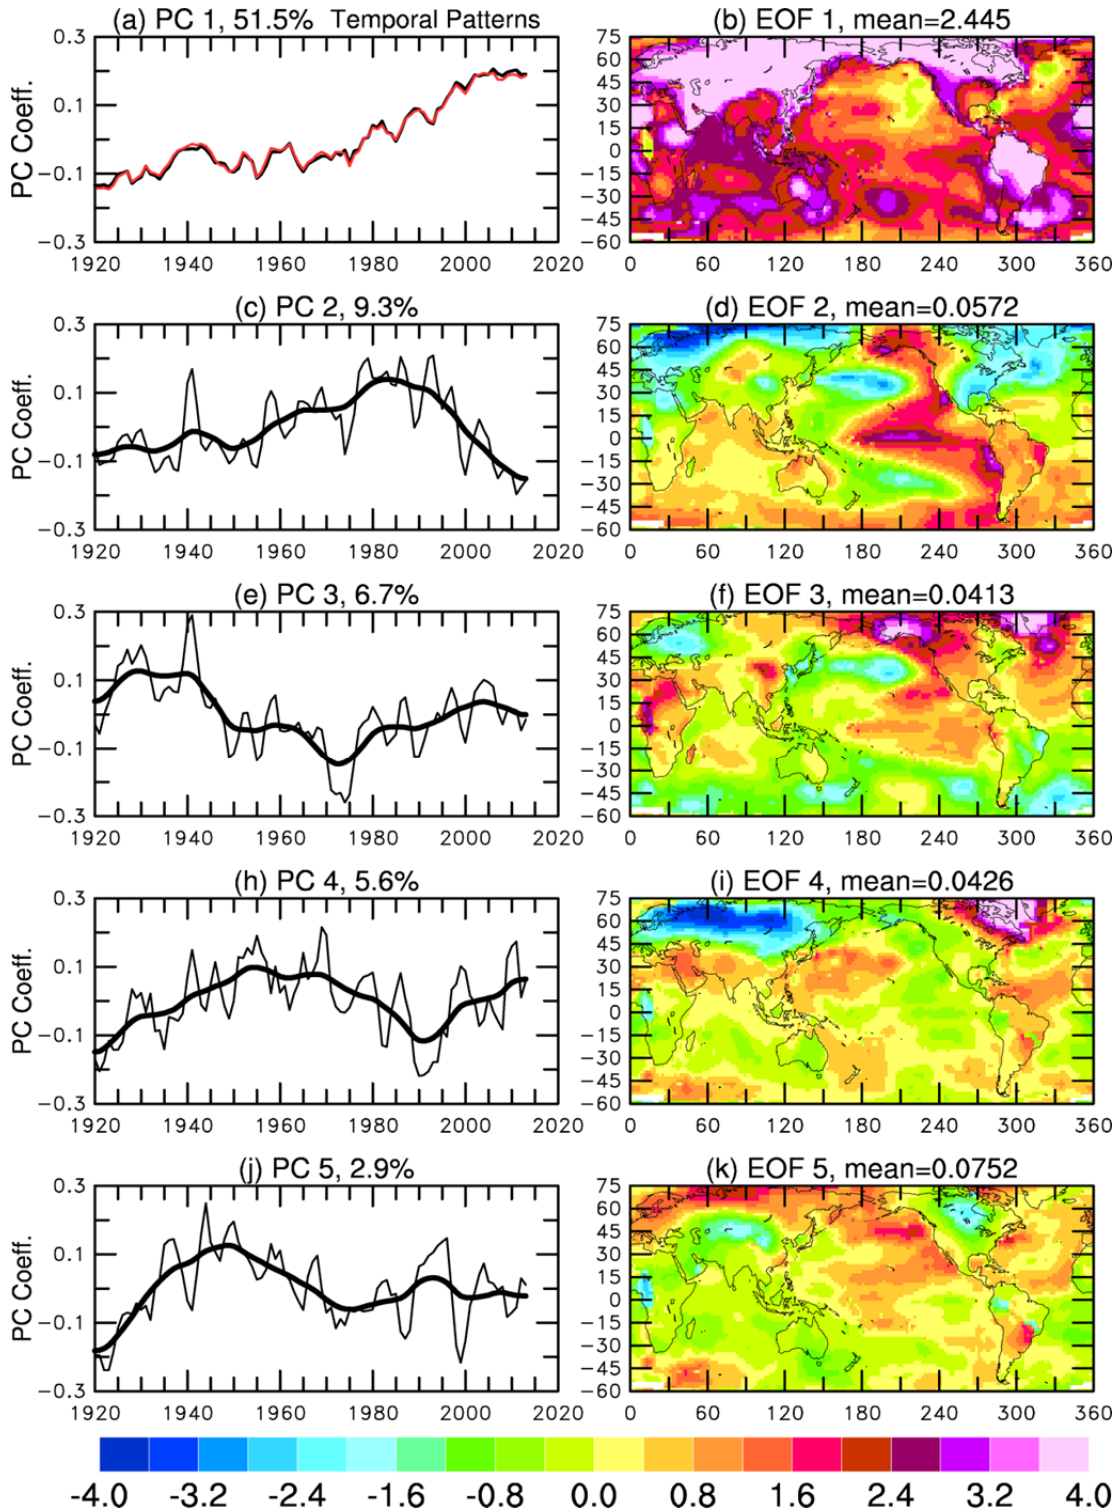 (a) PC 1, 51.5% Temporal Patterns
(b) EOF 1, mean=2.445
PC Coeff.
0.3
0.1
−0.1
−0.3
1920 1940 1960 1980 2000 2020
75
60
45
30
15
0
−15
−30
−45
−60
0 60 120 180 240 300 360
(c) PC 2, 9.3%
(d) EOF 2, mean=0.0572
PC Coeff.
0.3
0.1
−0.1
−0.3
1920 1940 1960 1980 2000 2020
75
60
45
30
15
0
−15
−30
−45
−60
0 60 120 180 240 300 360
(e) PC 3, 6.7%
(f) EOF 3, mean=0.0413
PC Coeff.
0.3
0.1
−0.1
−0.3
1920 1940 1960 1980 2000 2020
75
60
45
30
15
0
−15
−30
−45
−60
0 60 120 180 240 300 360
(h) PC 4, 5.6%
(i) EOF 4, mean=0.0426
PC Coeff.
0.3
0.1
−0.1
−0.3
1920 1940 1960 1980 2000 2020
75
60
45
30
15
0
−15
−30
−45
−60
0 60 120 180 240 300 360
(j) PC 5, 2.9%
(k) EOF 5, mean=0.0752
PC Coeff.
0.3
0.1
−0.1
−0.3
1920 1940 1960 1980 2000 2020
75
60
45
30
15
0
−15
−30
−45
−60
0 60 120 180 240 300 360
-4.0 -3.2 -2.4 -1.6 -0.8 0.0 0.8 1.6 2.4 3.2 4.0